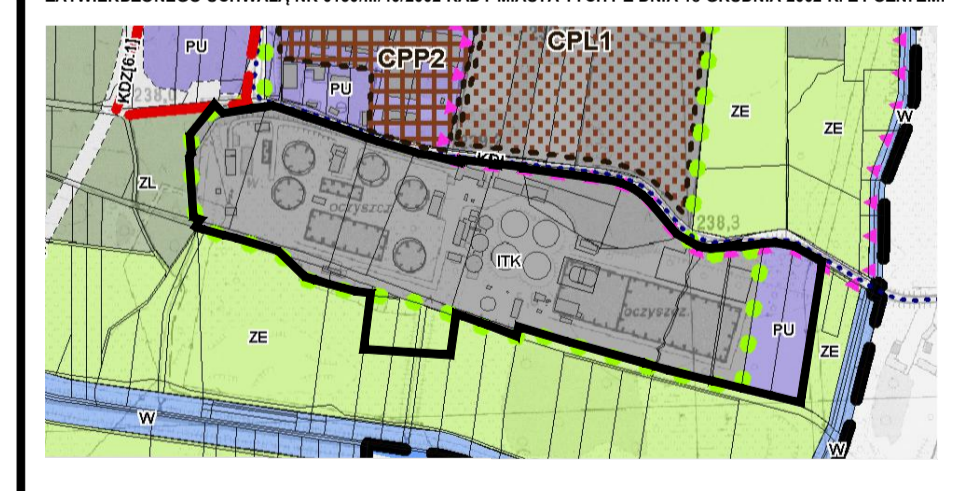 PU
CPP2
CPL1
KDZ[6.1]
PU
238,0
ZE
ZE
W
ZL
oczyszcz
238,3
ITK
oczyszcz.
PU
ZE
ZE
W
W